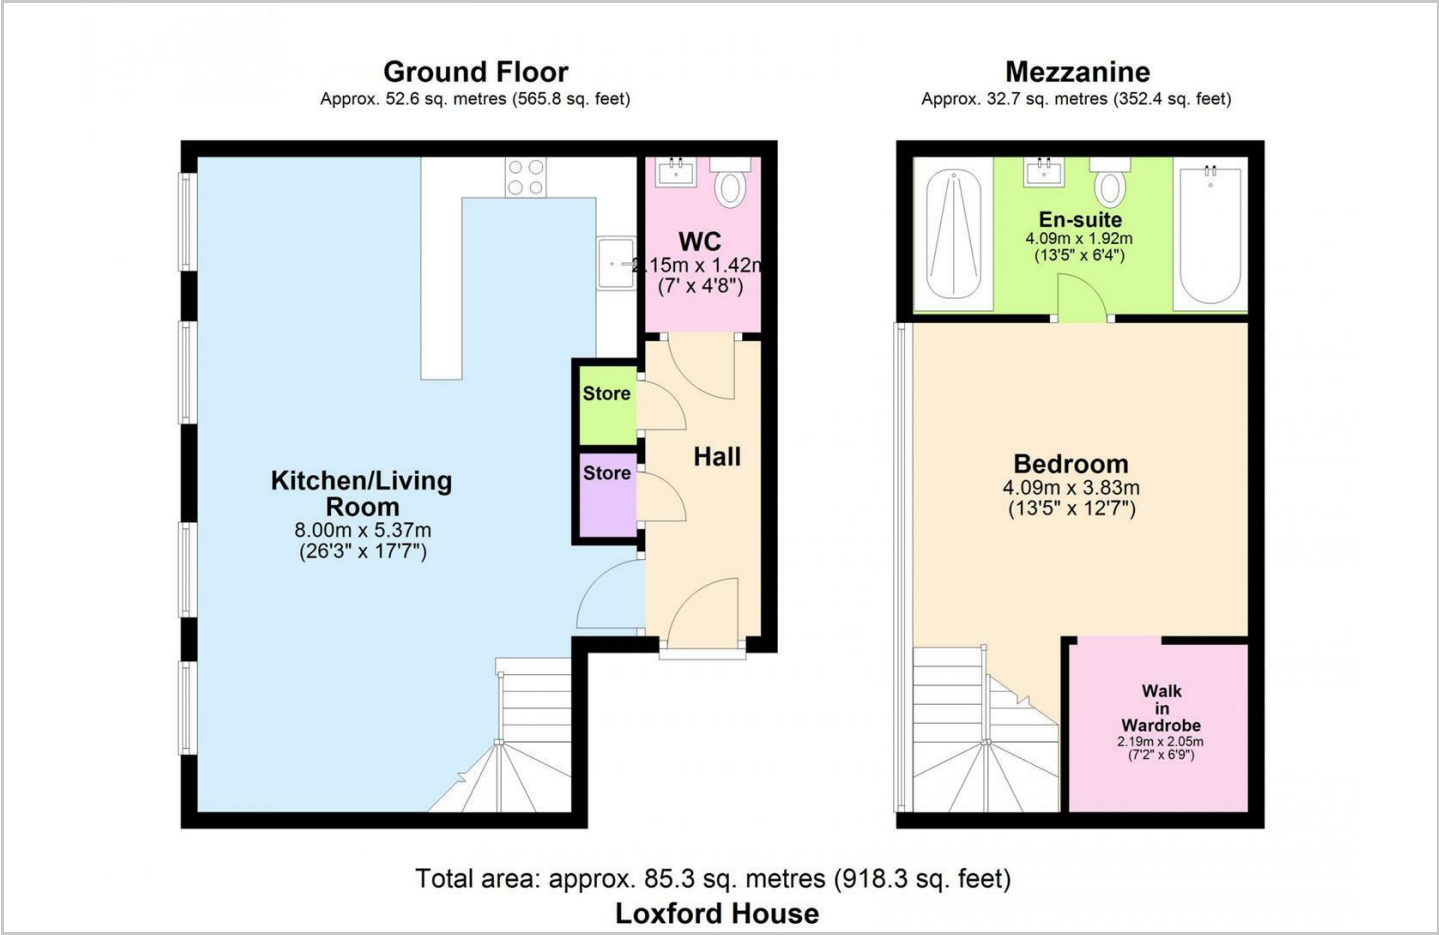 Ground Floor
Approx. 52.6 sq. metres (565.8 sq. feet)
Mezzanine
Approx. 32.7 sq. metres (352.4 sq. feet)
WC
2.15m x 1.42m
(7' x 4'8")
Store
Store
Hall
Kitchen/Living
Room
8.00m x 5.37m
(26'3" x 17'7")
En-suite
4.09m x 1.92m
(13'5" x 6'4")
Bedroom
4.09m x 3.83m
(13'5" x 12'7")
Walk
in
Wardrobe
2.19m x 2.05m
(7'2" x 6'9")
Total area: approx. 85.3 sq. metres (918.3 sq. feet)
Loxford House